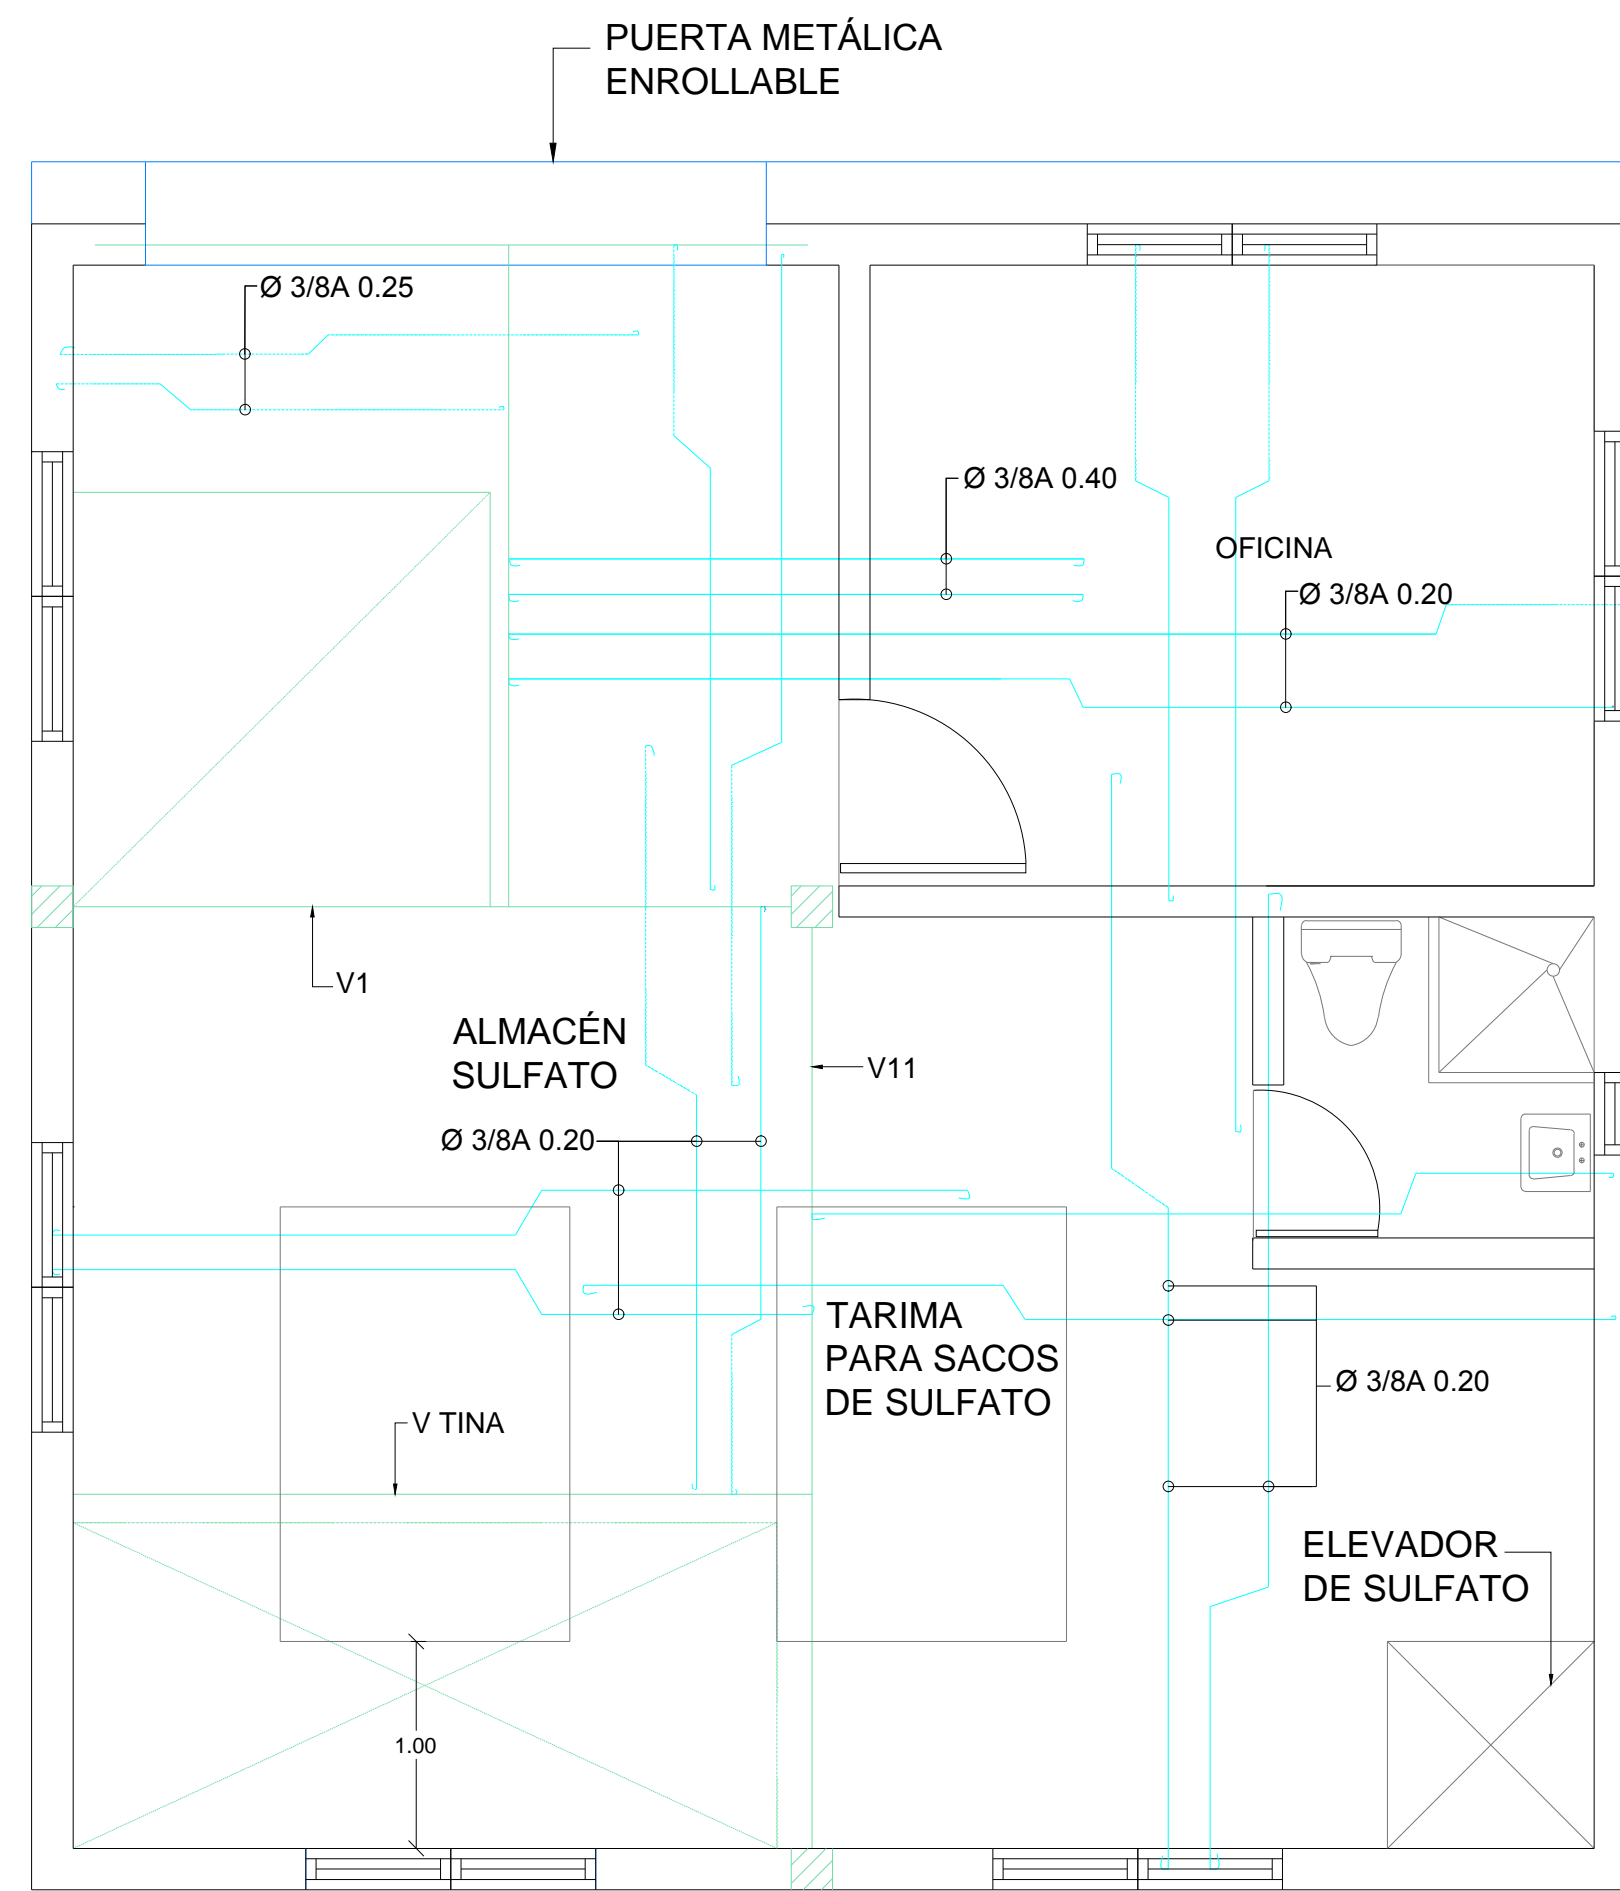 PUERTA METÁLICA
ENROLLABLE
Ø 3/8A 0.25
Ø 3/8A 0.40
OFICINA
Ø 3/8A 0.20
V1
ALMACÉN
SULFATO
V11
Ø 3/8A 0.20
TARIMA
PARA SACOS
DE SULFATO
Ø 3/8A 0.20
V TINA
ELEVADOR
DE SULFATO
1.00